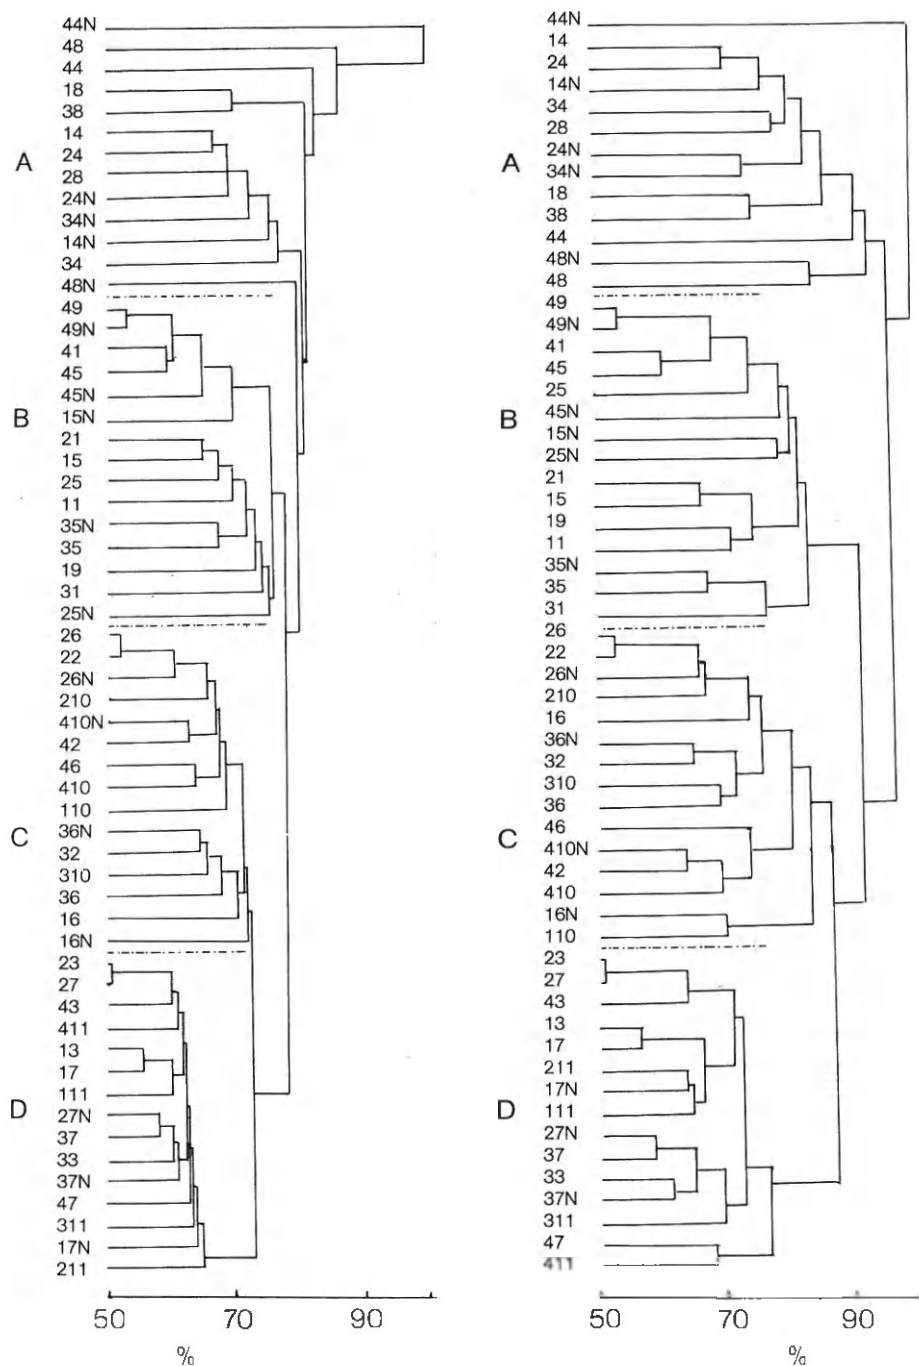 44N
48
44
18
38
14
24
28
24N
34N
14N
34
48N
A
49
49N
41
45
45N
15N
21
15
25
11
35N
35
19
31
25N
B
26
22
26N
210
410N
42
46
410
110
36N
32
310
36
16
16N
C
23
27
43
411
13
17
111
27N
37
33
37N
47
311
17N
211
D
50 70 90
%
44N
14
24
14N
34
28
24N
34N
18
38
44
48N
48
A
49
49N
41
45
25
45N
15N
25N
21
15
19
11
35N
35
31
B
26
22
26N
210
16
36N
32
310
36
46
410N
42
410
16N
110
C
23
27
43
13
17
211
17N
111
27N
37
33
37N
311
47
411
D
50 70 90
%